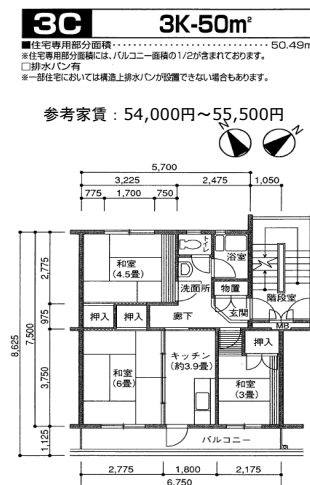 3C
3K-50m²
■住宅専用部分面積‥‥‥‥‥‥‥‥50.49m
※住宅専用部分面積には、バルコニー面積の1/2が含まれております。
□排水パン有
※一部住宅においては構造上排水パンが設置できない場合もあります。
参考家賃：54,000円～55,500円
N
N
5,700
3,225
2,475
1,050
775
1,700
750
8,625
7,500
2,775
975
3,750
1,125
和室
(4.5畳)
トイレ
浴室
洗面所
物置
階段室
玄関
押入
押入
廊下
MB
押入
和室
(6畳)
キッチン
(約3.9畳)
和室
(3畳)
バルコニー
2,775
1,800
2,175
6,750